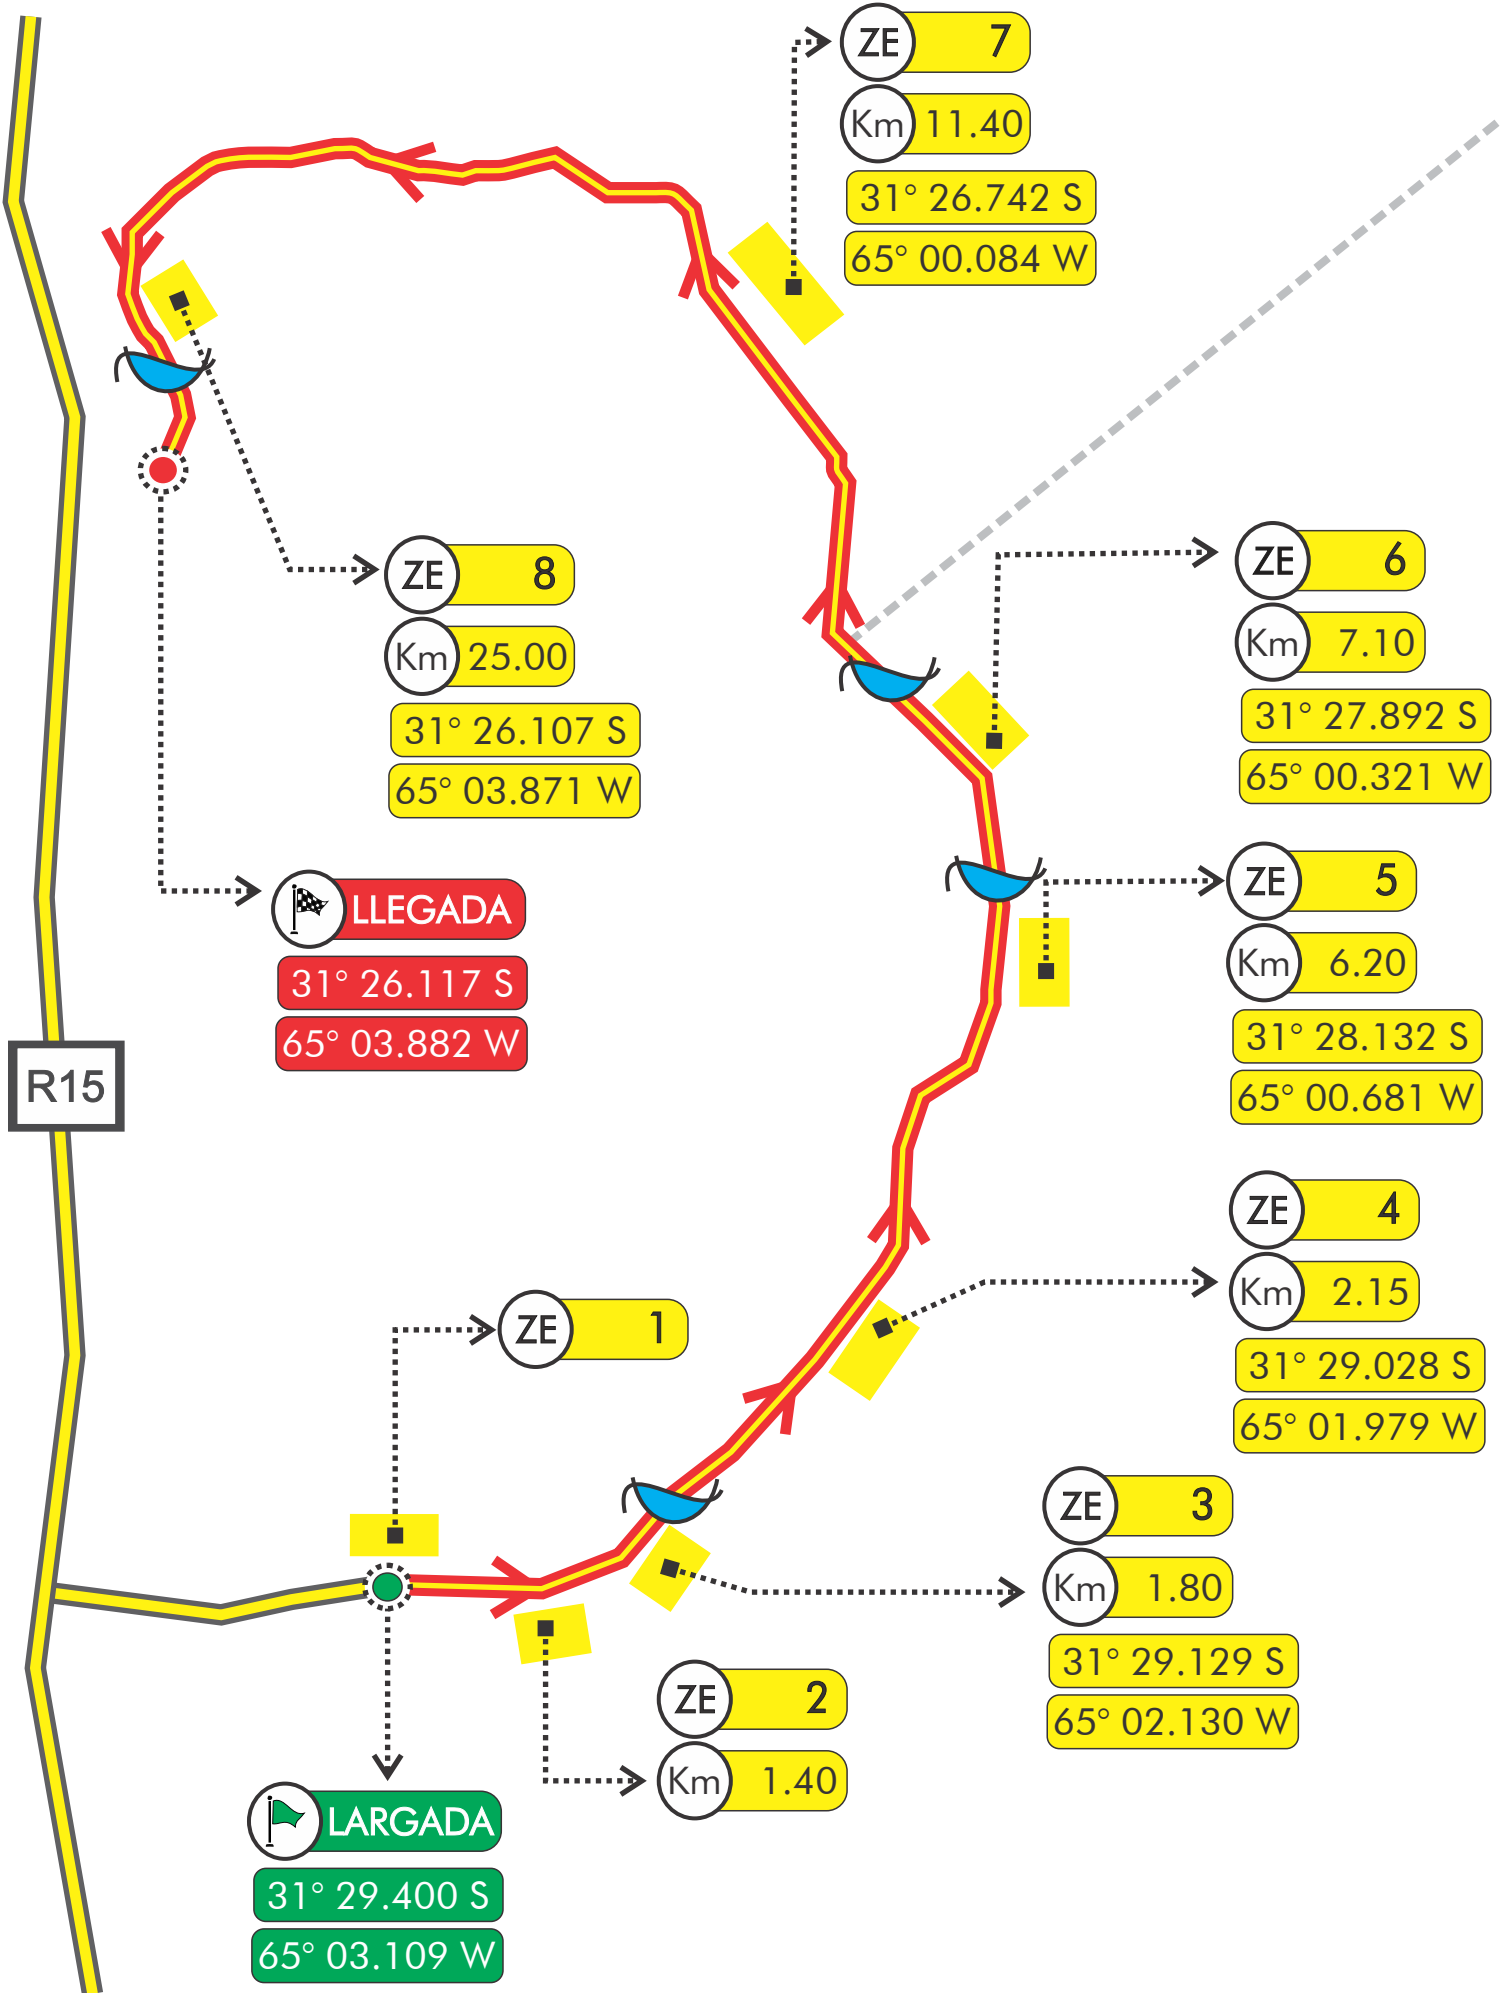 ZE 7
Km 11.40
31° 26.742 S
65° 00.084 W
ZE 8
Km 25.00
31° 26.107 S
65° 03.871 W
ZE 6
Km 7.10
31° 27.892 S
65° 00.321 W
LLEGADA
31° 26.117 S
65° 03.882 W
ZE 5
Km 6.20
31° 28.132 S
65° 00.681 W
R15
ZE 4
Km 2.15
31° 29.028 S
65° 01.979 W
ZE 1
ZE 3
Km 1.80
31° 29.129 S
65° 02.130 W
ZE 2
Km 1.40
LARGADA
31° 29.400 S
65° 03.109 W